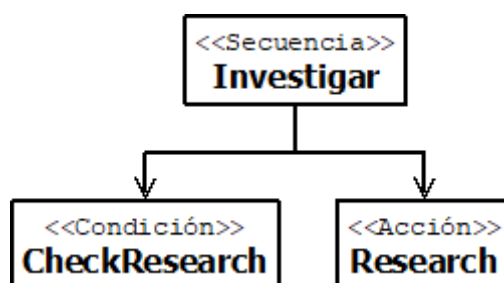 <<Secuencia>>
Investigar
<<Condición>>
CheckResearch
<<Acción>>
Research